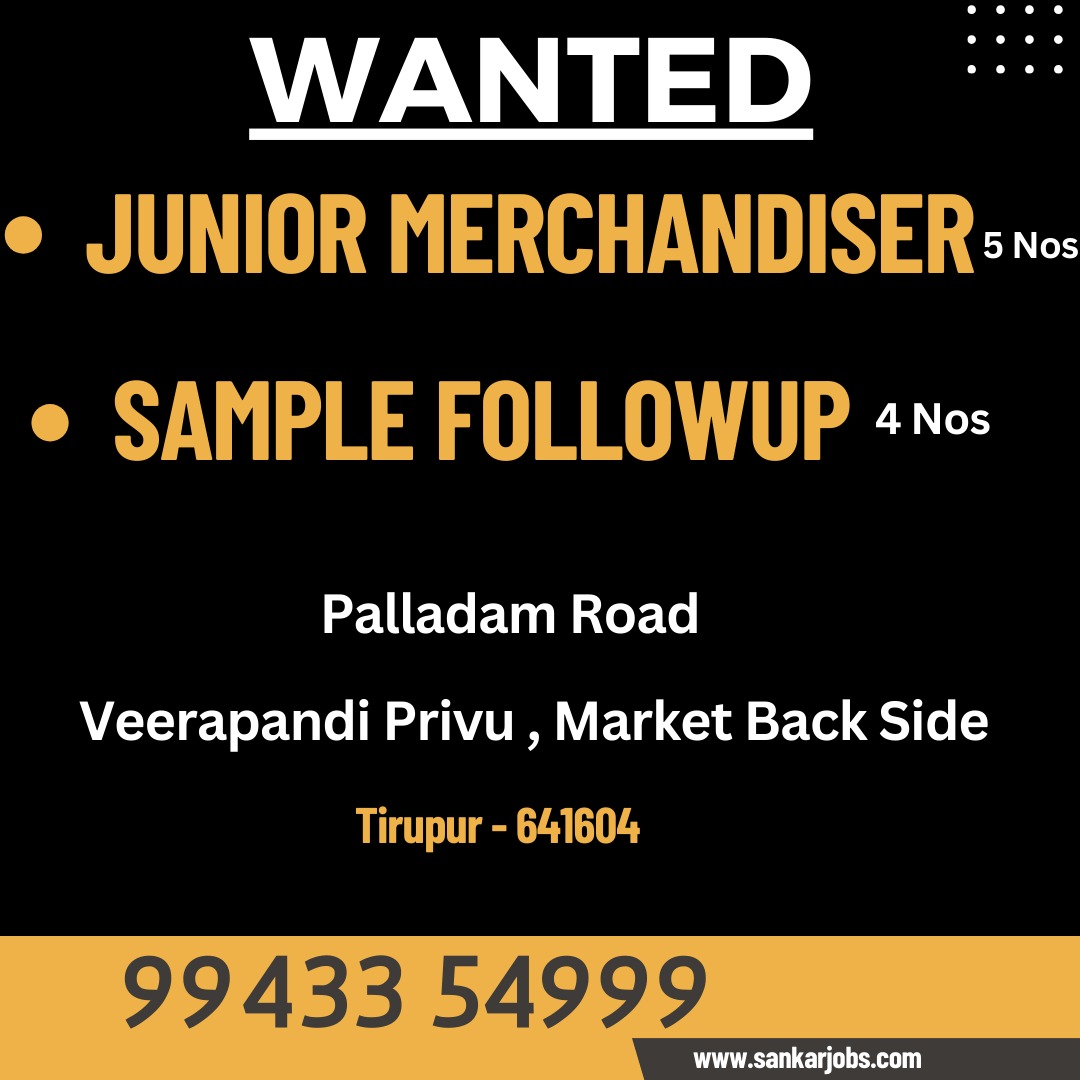 WANTED
JUNIOR MERCHANDISER 5 Nos
SAMPLE FOLLOWUP 4 Nos
Palladam Road
Veerapandi Privu , Market Back Side
Tirupur - 641604
99433 54999
www.sankarjobs.com